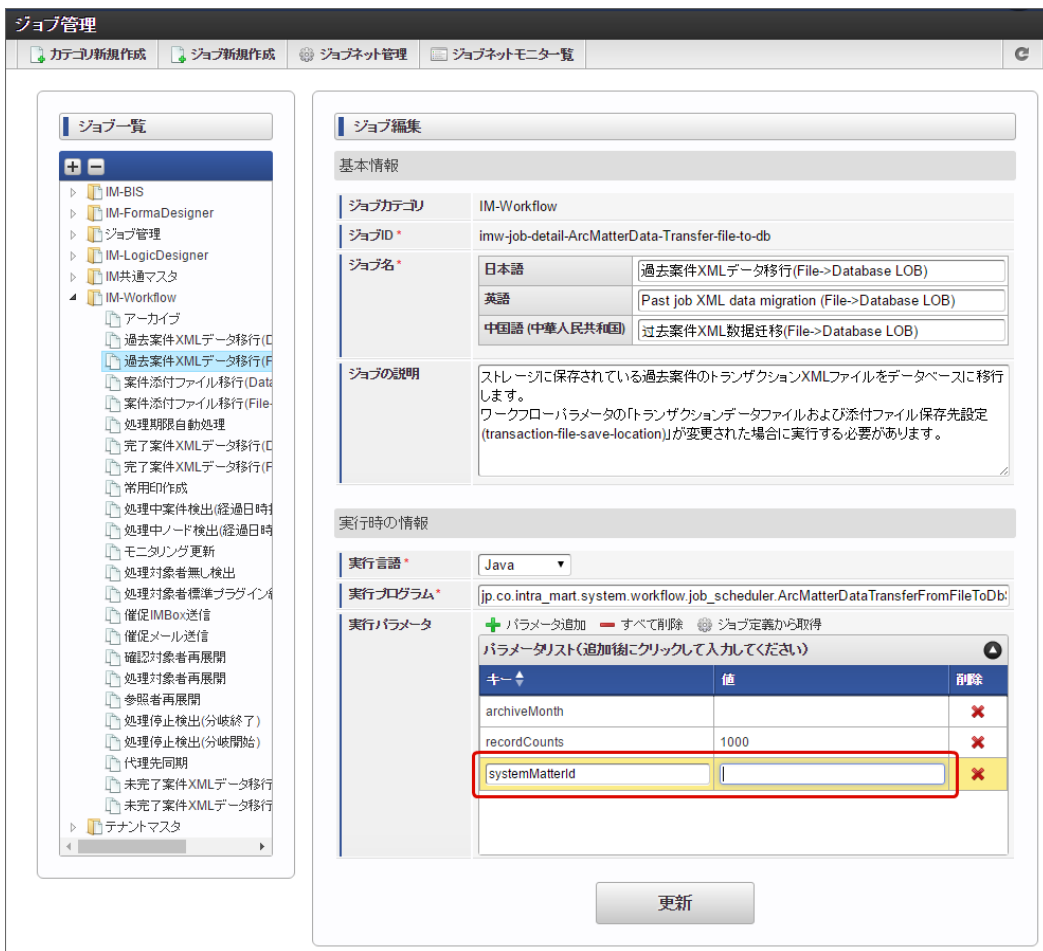 ジョブ管理
カテゴリ新規作成 ジョブ新規作成 ジョブネット管理 ジョブネットモニタ一覧
ジョブ一覧
IM-BIS
IM-FormaDesigner
ジョブ管理
IM-LogicDesigner
IM共通マスタ
IM-Workflow
アーカイブ
過去案件XMLデータ移行(D
過去案件XMLデータ移行(F
案件添付ファイル移行(Data
案件添付ファイル移行(File-
処理期限自動処理
完了案件XMLデータ移行(D
完了案件XMLデータ移行(F
常用印作成
処理中案件検出(経過日時
処理中ノード検出(経過日時
モニタリング更新
処理対象者無し検出
処理対象者標準プラグイン
催促IMBox送信
催促メール送信
確認対象者再展開
処理対象者再展開
参照者再展開
処理停止検出(分岐終了)
処理停止検出(分岐開始)
代理先同期
未完了案件XMLデータ移行
未完了案件XMLデータ移行
テナントマスタ
ジョブ編集
基本情報
ジョブカテゴリ IM-Workflow
ジョブID * imw-job-detail-ArcMatterData-Transfer-file-to-db
ジョブ名 * 日本語 過去案件XMLデータ移行(File->Database LOB)
英語 Past job XML data migration (File->Database LOB)
中国語 (中華人民共和国) 过去案件XML数据迁移(File->Database LOB)
ジョブの説明 ストレージに保存されている過去案件のトランザクションXMLファイルをデータベースに移行
します。
ワークフローパラメータの「トランザクションデータファイルおよび添付ファイル保存先設定
(transaction-file-save-location)」が変更された場合に実行する必要があります。
実行時の情報
実行言語 * Java
実行プログラム * jp.co.intra_mart.system.workflow.job_scheduler.ArcMatterDataTransferFromFileToDb
実行パラメータ パラメータ追加 すべて削除 ジョブ定義から取得
パラメータリスト(追加後にクリックして入力してください)
キー 値 削除
archiveMonth
recordCounts 1000
systemMatterId
更新